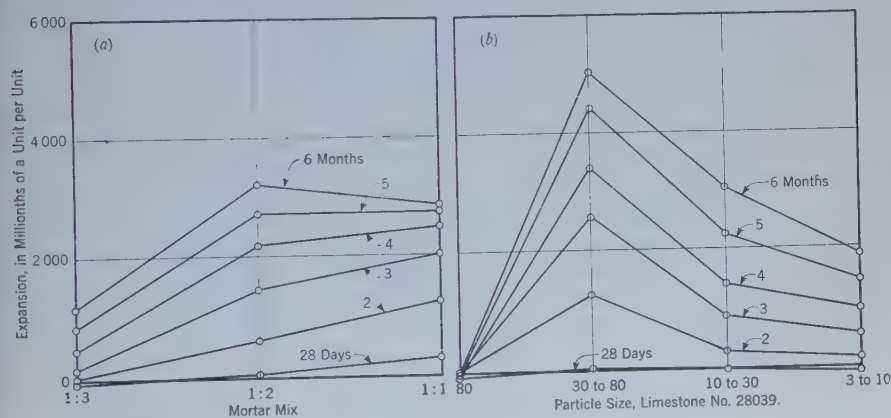 Expansion, in Millionths of a Unit per Unit
6 000
4 000
2 000
0
(a)
6 Months
5
4
3
2
28 Days
1:3
1:2
1:1
Mortar Mix
(b)
6 Months
5
4
3
2
28 Days
80
30 to 80
10 to 30
3 to 10
Particle Size, Limestone No. 28039.